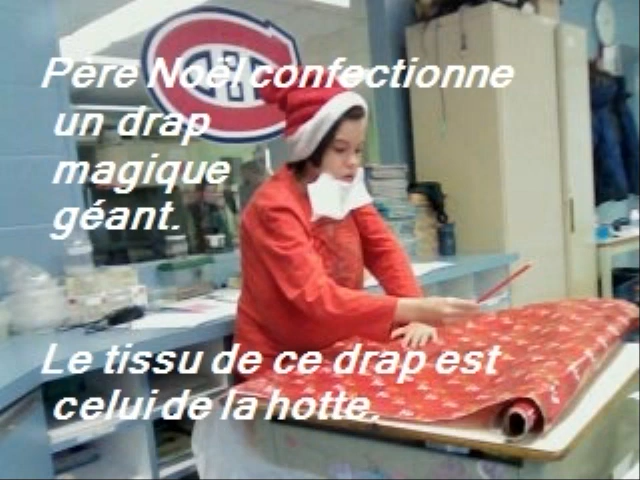 Père Noël confectionne
un drap
magique
géant.
Le tissu de ce drap est
celui de la hotte.